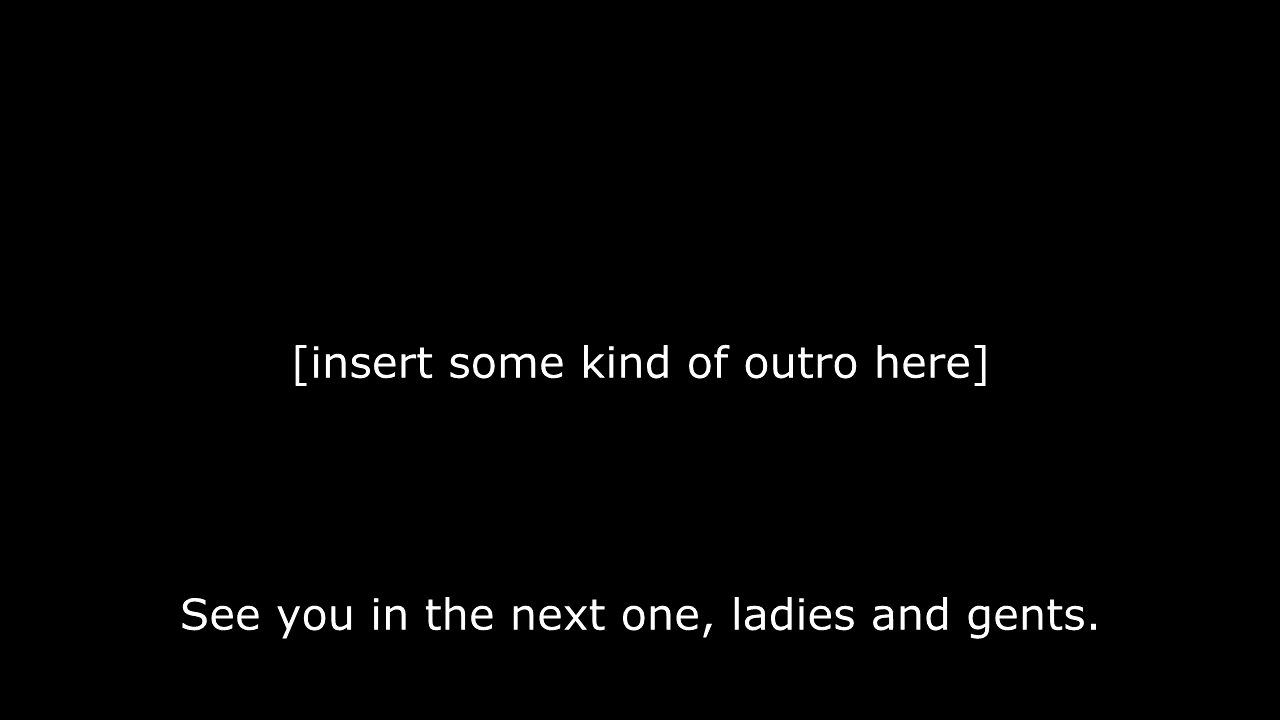 [insert some kind of outro here]
See you in the next one, ladies and gents.